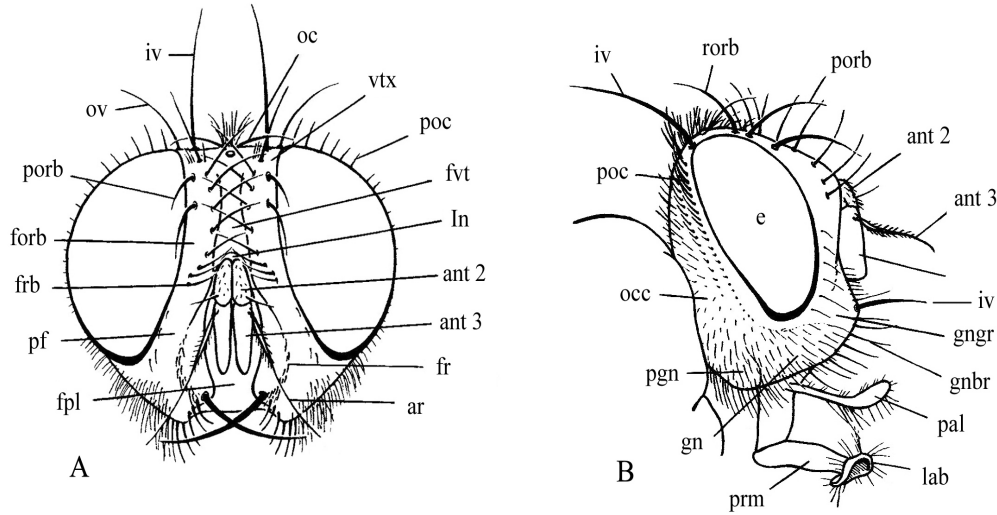 iv
oc
ov
vtx
poc
porb
fvt
forb
In
frb
ant 2
pf
ant 3
fr
fpl
ar
A
iv
rorb
porb
ant 2
poc
ant 3
e
occ
iv
gngr
pgn
gnbr
gn
pal
lab
prm
B